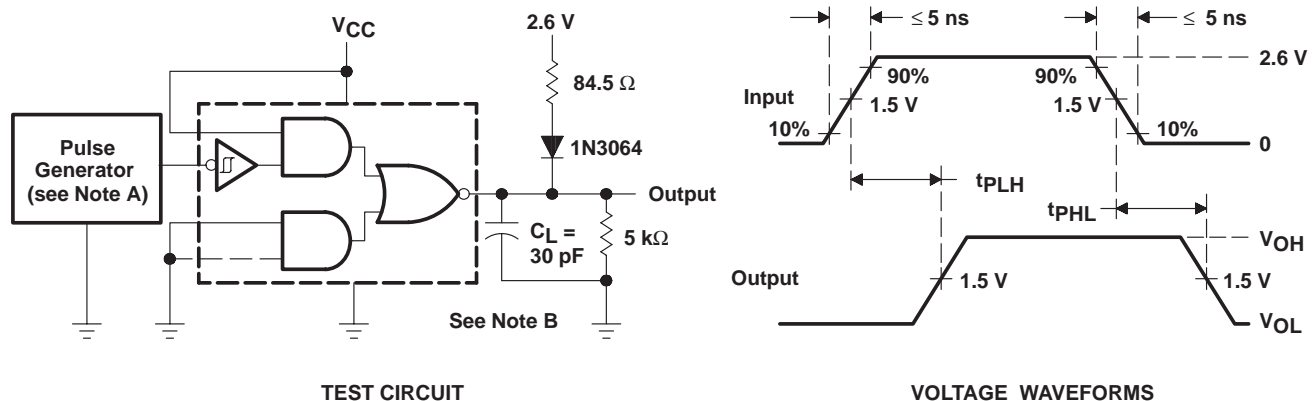 VCC
2.6 V
84.5 Ω
1N3064
Pulse
Generator
(see Note A)
Output
CL =
30 pF
5 kΩ
See Note B
TEST CIRCUIT
≤ 5 ns
≤ 5 ns
2.6 V
90%
90%
Input
1.5 V
1.5 V
10%
10%
0
tPLH
tPHL
VOH
Output
1.5 V
1.5 V
VOL
VOLTAGE WAVEFORMS